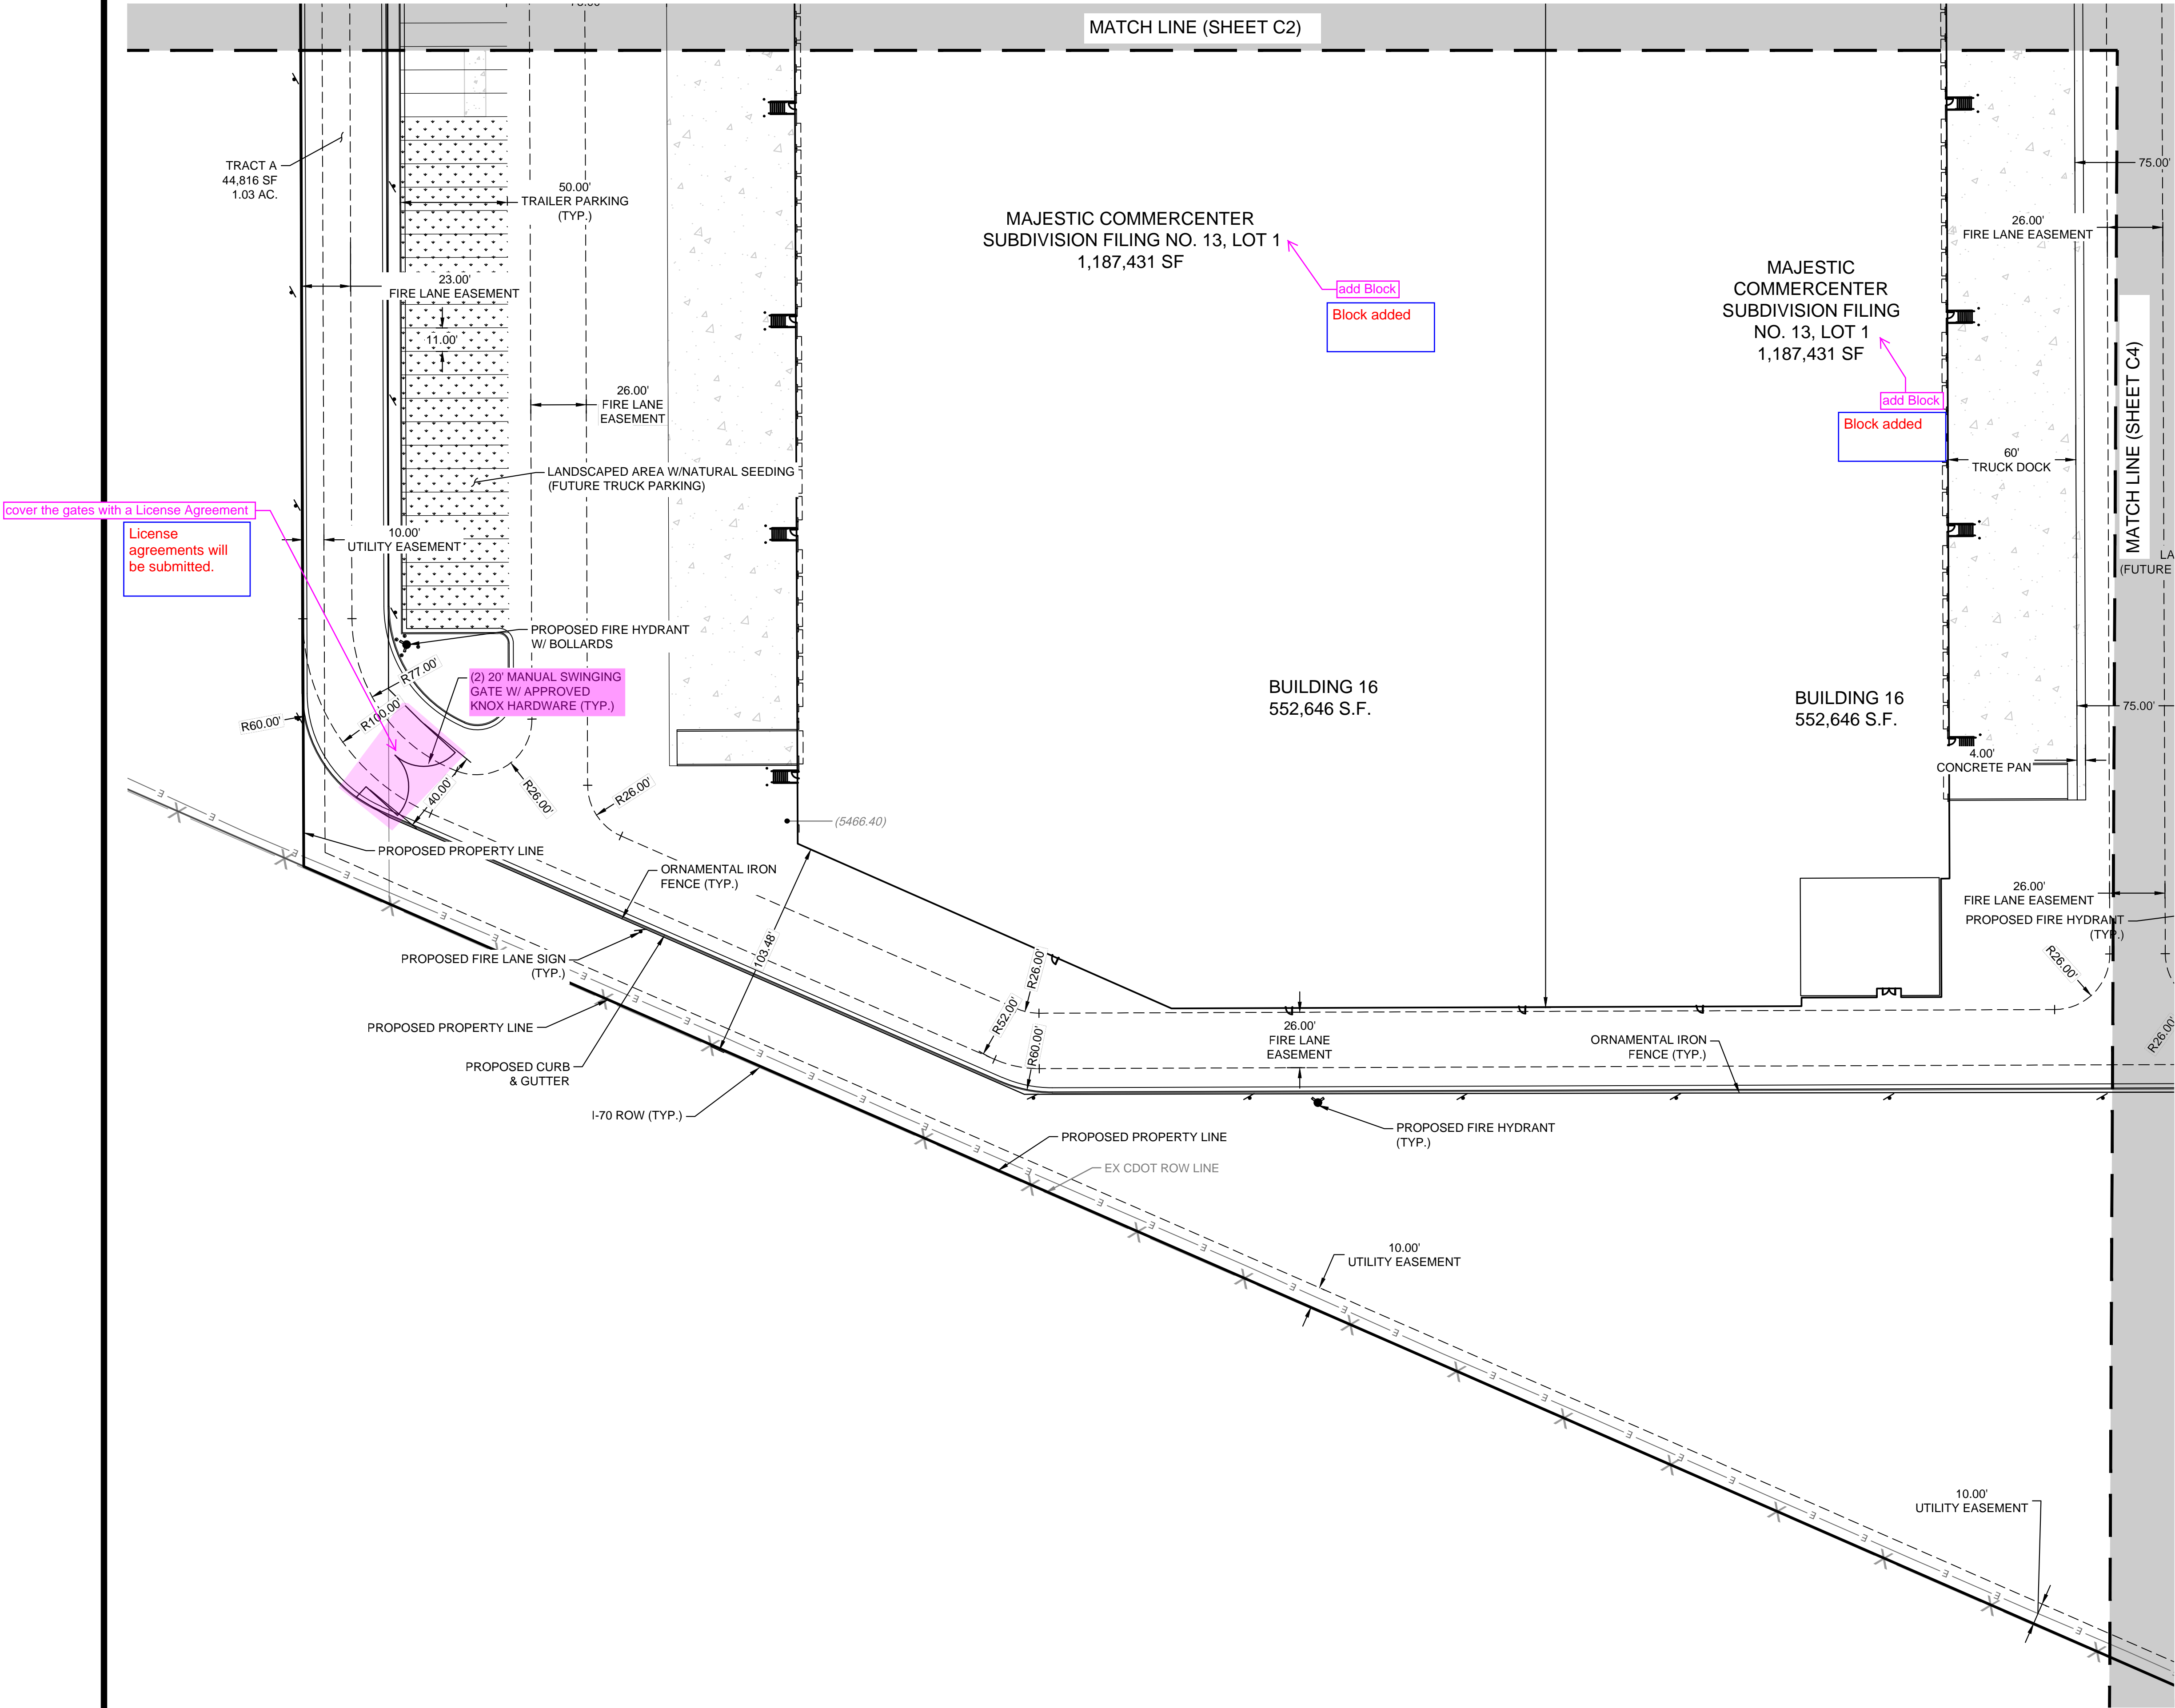 MATCH LINE (SHEET C2)
TRACT A
44,816 SF
1.03 AC.
50.00'
TRAILER PARKING
(TYP.)
75.00'
MAJESTIC COMMERCENTER
SUBDIVISION FILING NO. 13, LOT 1
1,187,431 SF
26.00'
FIRE LANE EASEMENT
23.00'
FIRE LANE EASEMENT
add Block
Block added
MAJESTIC
COMMERCENTER
SUBDIVISION FILING
NO. 13, LOT 1
1,187,431 SF
11.00'
26.00'
FIRE LANE
EASEMENT
add Block
Block added
MATCH LINE (SHEET C4)
60'
TRUCK DOCK
LANDSCAPED AREA W/NATURAL SEEDING
(FUTURE TRUCK PARKING)
cover the gates with a License Agreement
License
agreements will
be submitted.
10.00'
UTILITY EASEMENT
LA
(FUTURE
PROPOSED FIRE HYDRANT
W/ BOLLARDS
R77.00'
(2) 20' MANUAL SWINGING
GATE W/ APPROVED
KNOX HARDWARE (TYP.)
R60.00'
R100.00'
BUILDING 16
552,646 S.F.
BUILDING 16
552,646 S.F.
75.00'
4.00'
CONCRETE PAN
40.00'
R26.00'
R26.00'
(5466.40)
PROPOSED PROPERTY LINE
ORNAMENTAL IRON
FENCE (TYP.)
26.00'
FIRE LANE EASEMENT
PROPOSED FIRE HYDRANT
(TYP.)
103.48'
PROPOSED FIRE LANE SIGN
(TYP.)
R26.00'
R26.00'
R52.00'
R60.00'
PROPOSED PROPERTY LINE
26.00'
FIRE LANE
EASEMENT
ORNAMENTAL IRON
FENCE (TYP.)
R26.00'
PROPOSED CURB
& GUTTER
I-70 ROW (TYP.)
PROPOSED FIRE HYDRANT
(TYP.)
PROPOSED PROPERTY LINE
EX CDOT ROW LINE
10.00'
UTILITY EASEMENT
10.00'
UTILITY EASEMENT